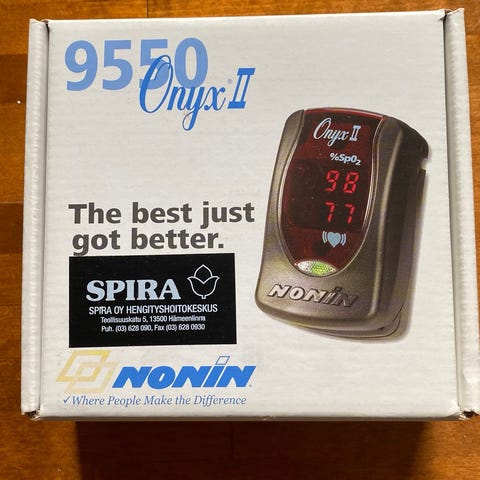 9550
Onyx® II
Onyx II
%SpO₂
98
77
The best just
got better.
NONIN
SPIRA
SPIRA OY HENGITYSHOITOKESKUS
Teollisuuskatu 5, 13500 Hämeenlinna
Puh. (03) 628 090, Fax (03) 628 0930
NONIN®
✓Where People Make the Difference